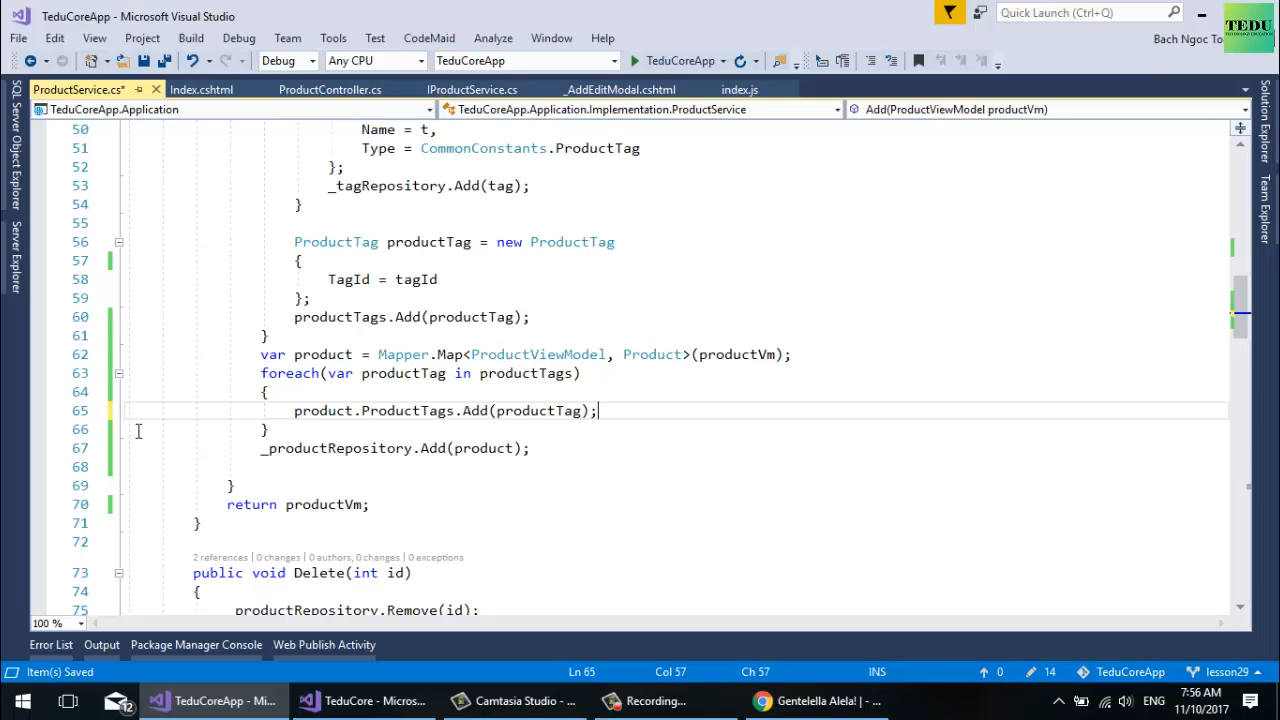 TeduCoreApp - Microsoft Visual Studio
Quick Launch (Ctrl+Q)
TEDU
File Edit View Project Build Debug Team Tools Test CodeMaid Analyze Window Help
Bach Ngoc To
Debug Any CPU TeduCoreApp TeduCoreApp
ProductService.cs* Index.cshtml ProductController.cs IProductService.cs _AddEditModal.cshtml index.js
TeduCoreApp.Application TeduCoreApp.Application.Implementation.ProductService Add(ProductViewModel productVm)
SQL Server Object Explorer
Server Explorer
Solution Explorer
Team Explorer
50 Name = t,
51 Type = CommonConstants.ProductTag
52 };
53 _tagRepository.Add(tag);
54 }
55
56 ProductTag productTag = new ProductTag
57 {
58 TagId = tagId
59 };
60 productTags.Add(productTag);
61 }
62 var product = Mapper.Map<ProductViewModel, Product>(productVm);
63 foreach(var productTag in productTags)
64 {
65 product.ProductTags.Add(productTag);
66 }
67 _productRepository.Add(product);
68
69 }
70 return productVm;
71 }
72
2 references | 0 changes | 0 authors, 0 changes | 0 exceptions
73 public void Delete(int id)
74 {
75 productRepository.Remove(id);
100 %
Error List Output Package Manager Console Web Publish Activity
Item(s) Saved Ln 65 Col 57 Ch 57 INS 0 14 TeduCoreApp lesson29
12 TeduCoreApp - Mi... TeduCore - Micros... Camtasia Studio - ... Recording... Gentelella Alela! | - ... ENG 7:56 AM
11/10/2017